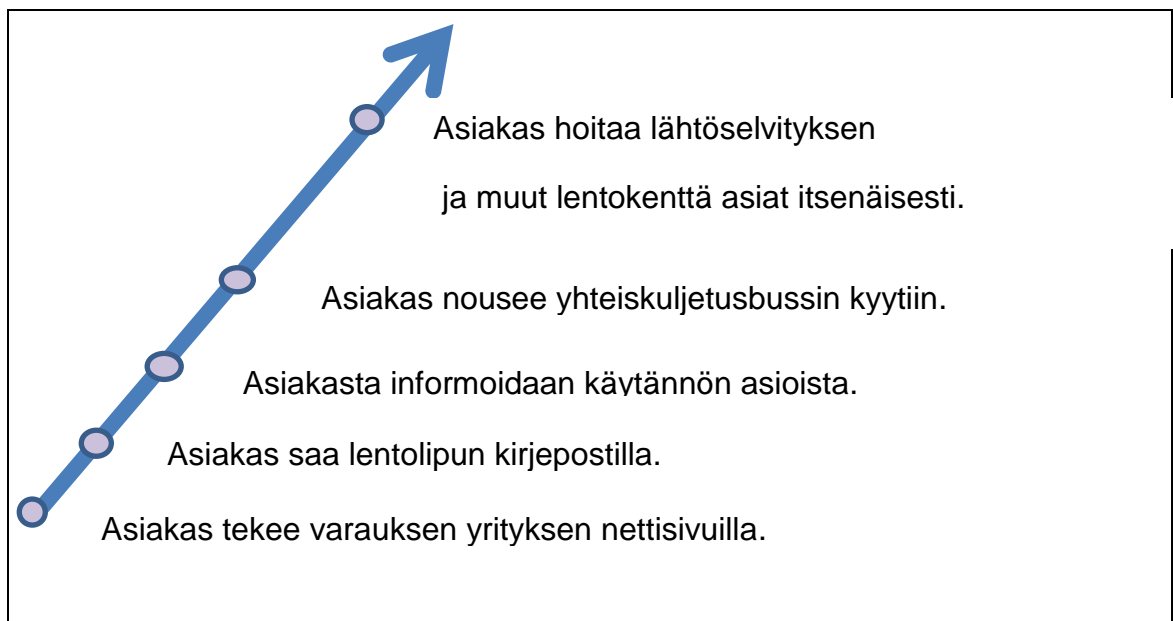 Asiakas hoitaa lähtöselvityksen
ja muut lentokenttä asiat itsenäisesti.
Asiakas nousee yhteiskuljetusbussin kyytiin.
Asiakasta informoidaan käytännön asioista.
Asiakas saa lentolipun kirjepostilla.
Asiakas tekee varauksen yrityksen nettisivuilla.